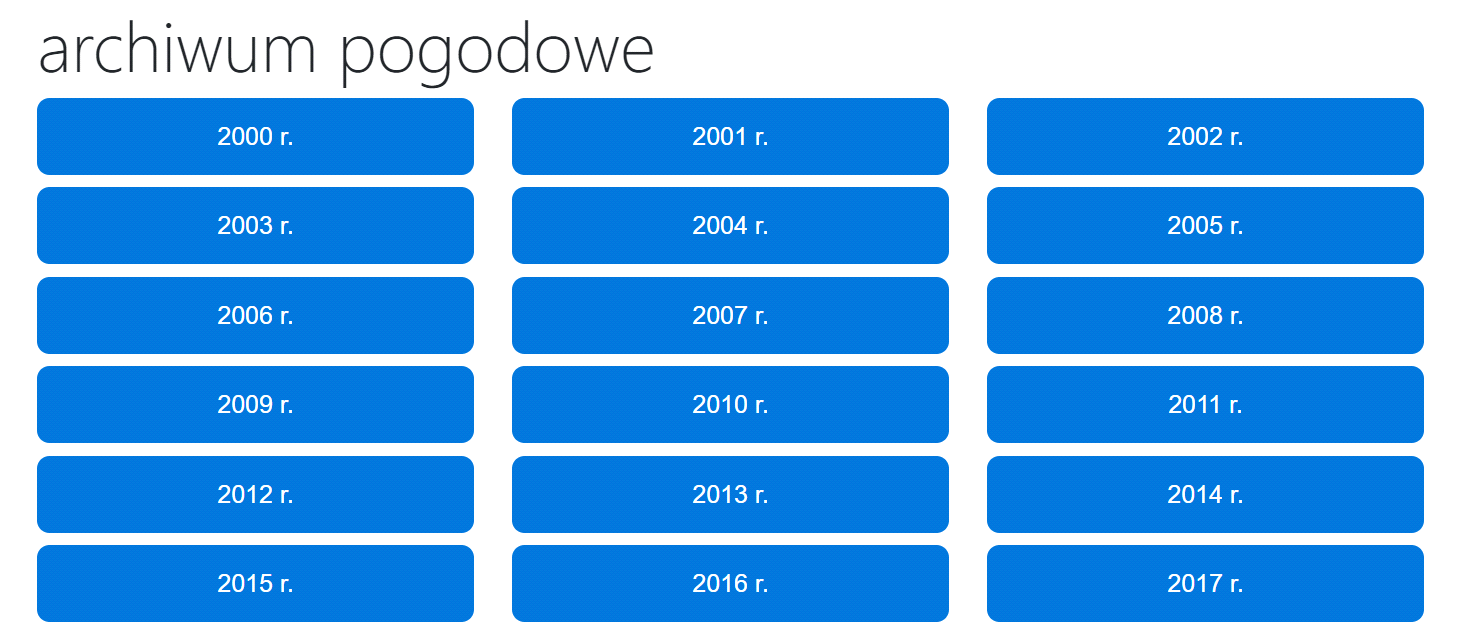 archiwum pogodowe
2000 r. 2001 r. 2002 r.
2003 r. 2004 r. 2005 r.
2006 r. 2007 r. 2008 r.
2009 r. 2010 r. 2011 r.
2012 r. 2013 r. 2014 r.
2015 r. 2016 r. 2017 r.